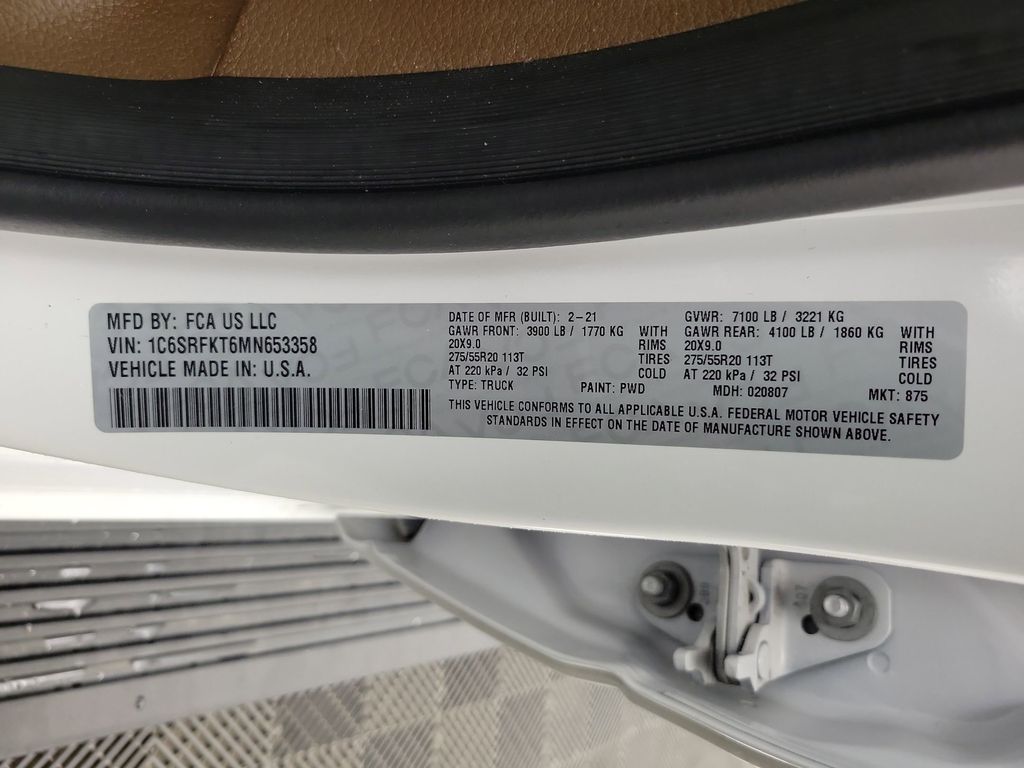 MFD BY: FCA US LLC
VIN: 1C6SRFKT6MN653358
VEHICLE MADE IN: U.S.A.
DATE OF MFR (BUILT): 2-21 GVWR: 7100 LB / 3221 KG
GAWR FRONT: 3900 LB / 1770 KG WITH GAWR REAR: 4100 LB / 1860 KG WITH
20X9.0 RIMS 20X9.0 RIMS
275/55R20 113T TIRES 275/55R20 113T TIRES
AT 220 kPa / 32 PSI COLD AT 220 kPa / 32 PSI COLD
TYPE: TRUCK PAINT: PWD MDH: 020807 MKT: 875
THIS VEHICLE CONFORMS TO ALL APPLICABLE U.S.A. FEDERAL MOTOR VEHICLE SAFETY
STANDARDS IN EFFECT ON THE DATE OF MANUFACTURE SHOWN ABOVE.